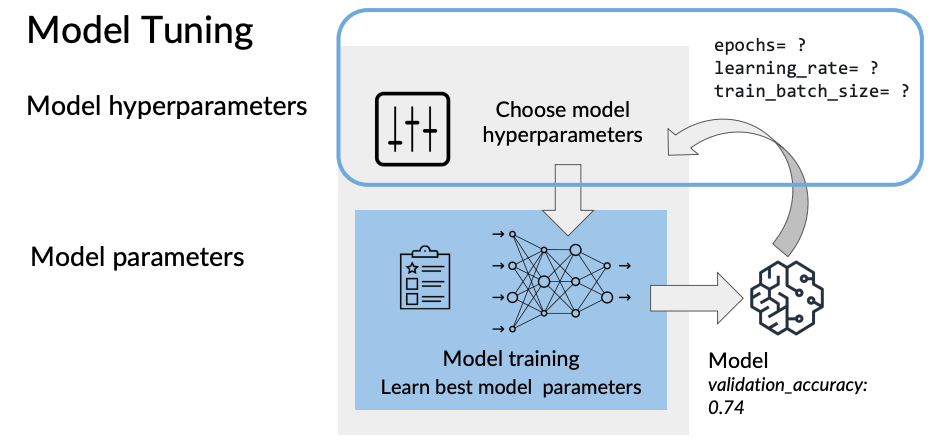 Model Tuning
Model hyperparameters
Choose model
hyperparameters
epochs= ?
learning_rate= ?
train_batch_size= ?
Model parameters
Model training
Learn best model parameters
Model
validation_accuracy:
0.74